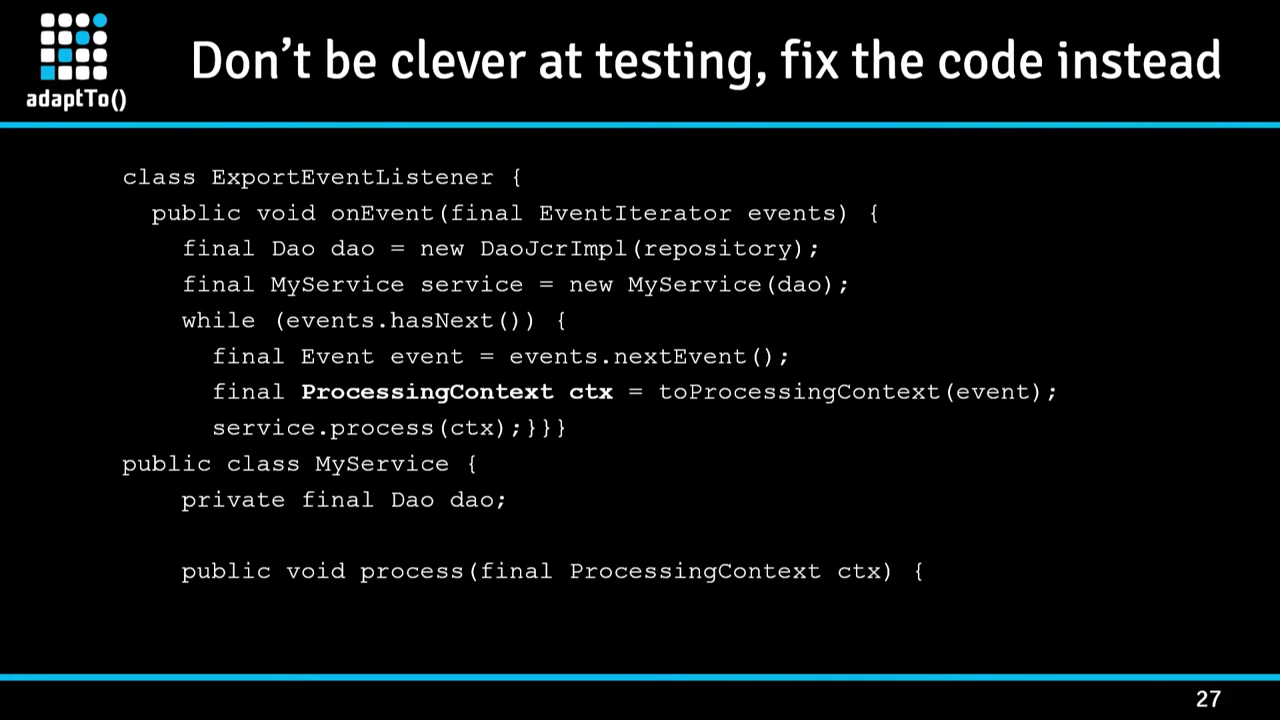 adaptTo()
Don't be clever at testing, fix the code instead
class ExportEventListener {
public void onEvent(final EventIterator events) {
final Dao dao = new DaoJcrImpl(repository);
final MyService service = new MyService(dao);
while (events.hasNext()) {
final Event event = events.nextEvent();
final ProcessingContext ctx = toProcessingContext(event);
service.process(ctx);}}}
public class MyService {
private final Dao dao;
public void process(final ProcessingContext ctx) {
27